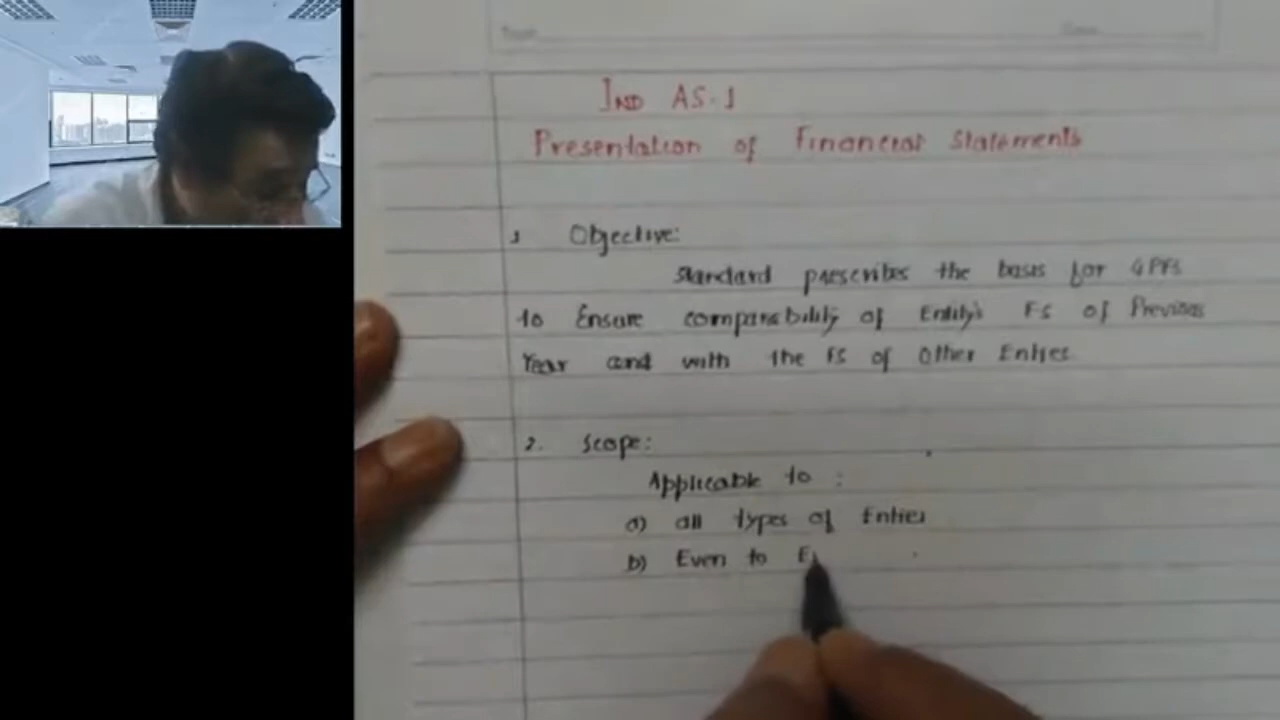 IND AS-1
Presentation of Financial Statements
1 Objective:
Standard prescribes the basis for GPFS
to Ensure comparability of Entity's FS of Previous
Year and with the FS of Other Enties
2. Scope:
Applicable to :
a) all types of Enties
b) Even to E